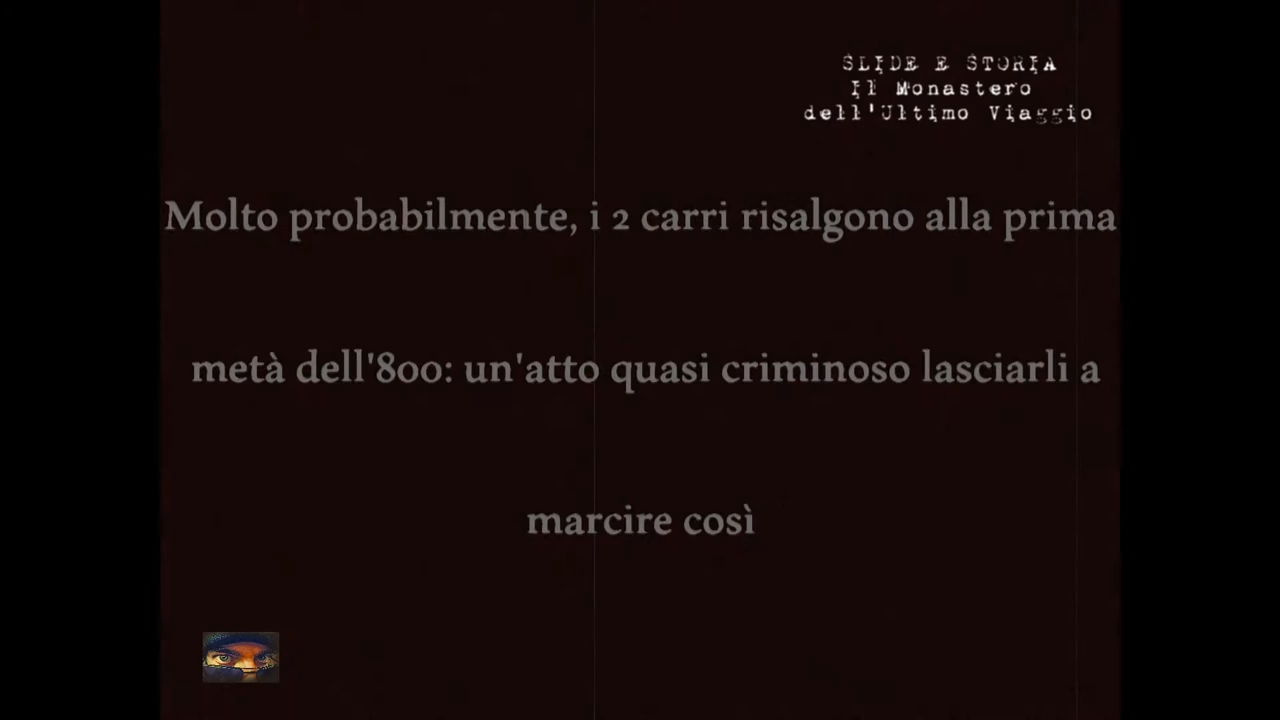 SLIDE E STORIA
Il Monastero
dell'Ultimo Viaggio
Molto probabilmente, i 2 carri risalgono alla prima
metà dell'800: un'atto quasi criminoso lasciarli a
marcire così